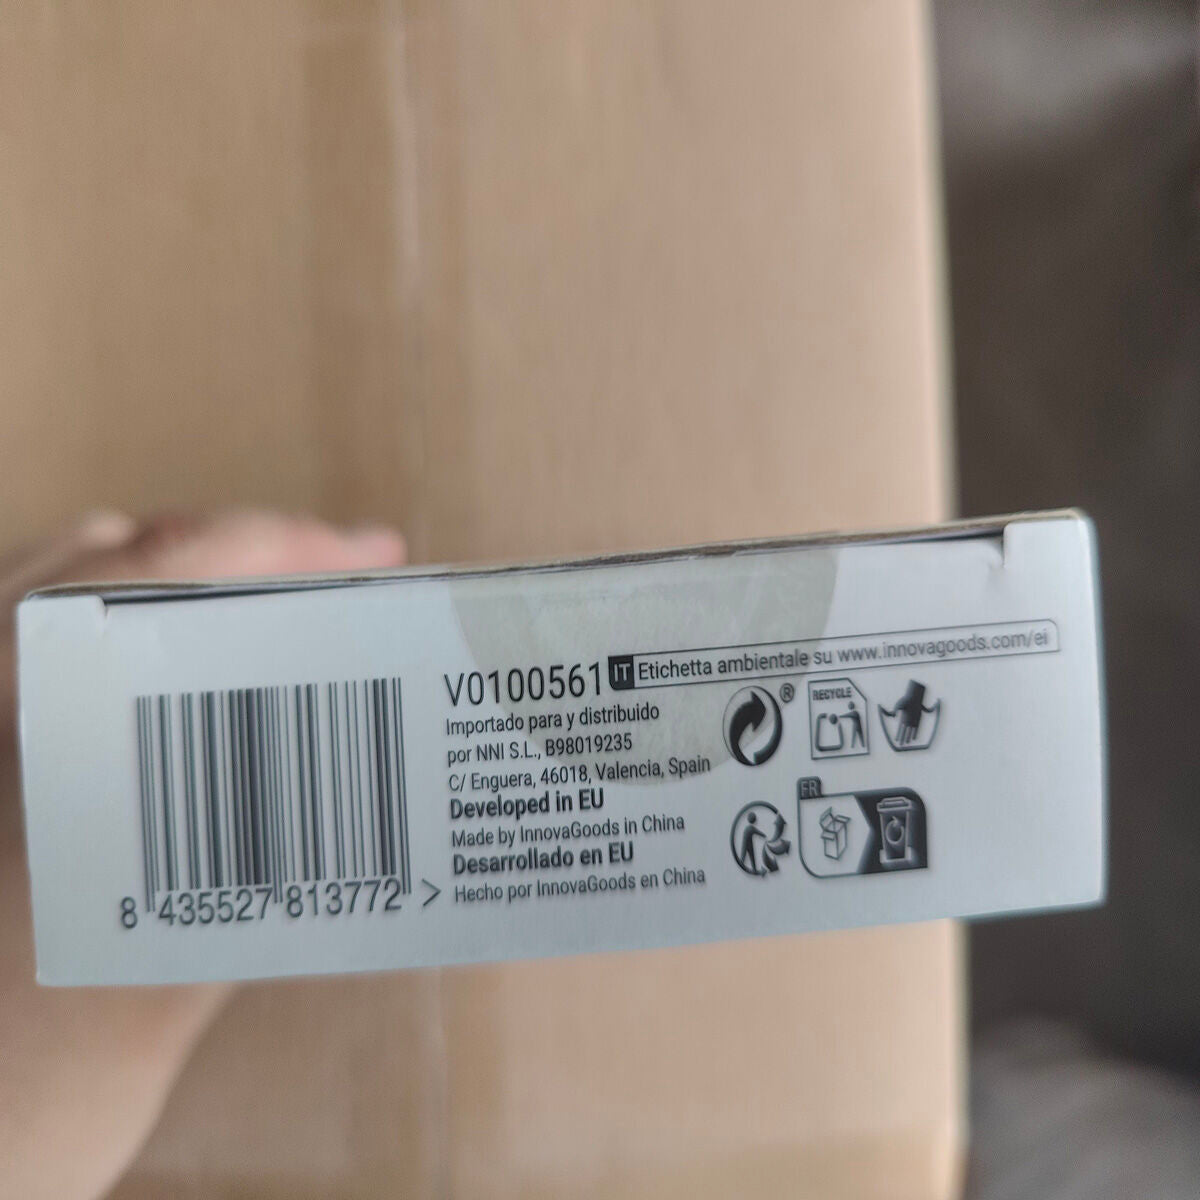 V0100561
IT Etichetta ambientale su www.innovagoods.com/ei
Importado para y distribuido
por NNI S.L., B98019235
C/ Enguera, 46018, Valencia, Spain
Developed in EU
Made by InnovaGoods in China
Desarrollado en EU
Hecho por InnovaGoods en China
®
RECYCLE
FR
8 435527 813772 >